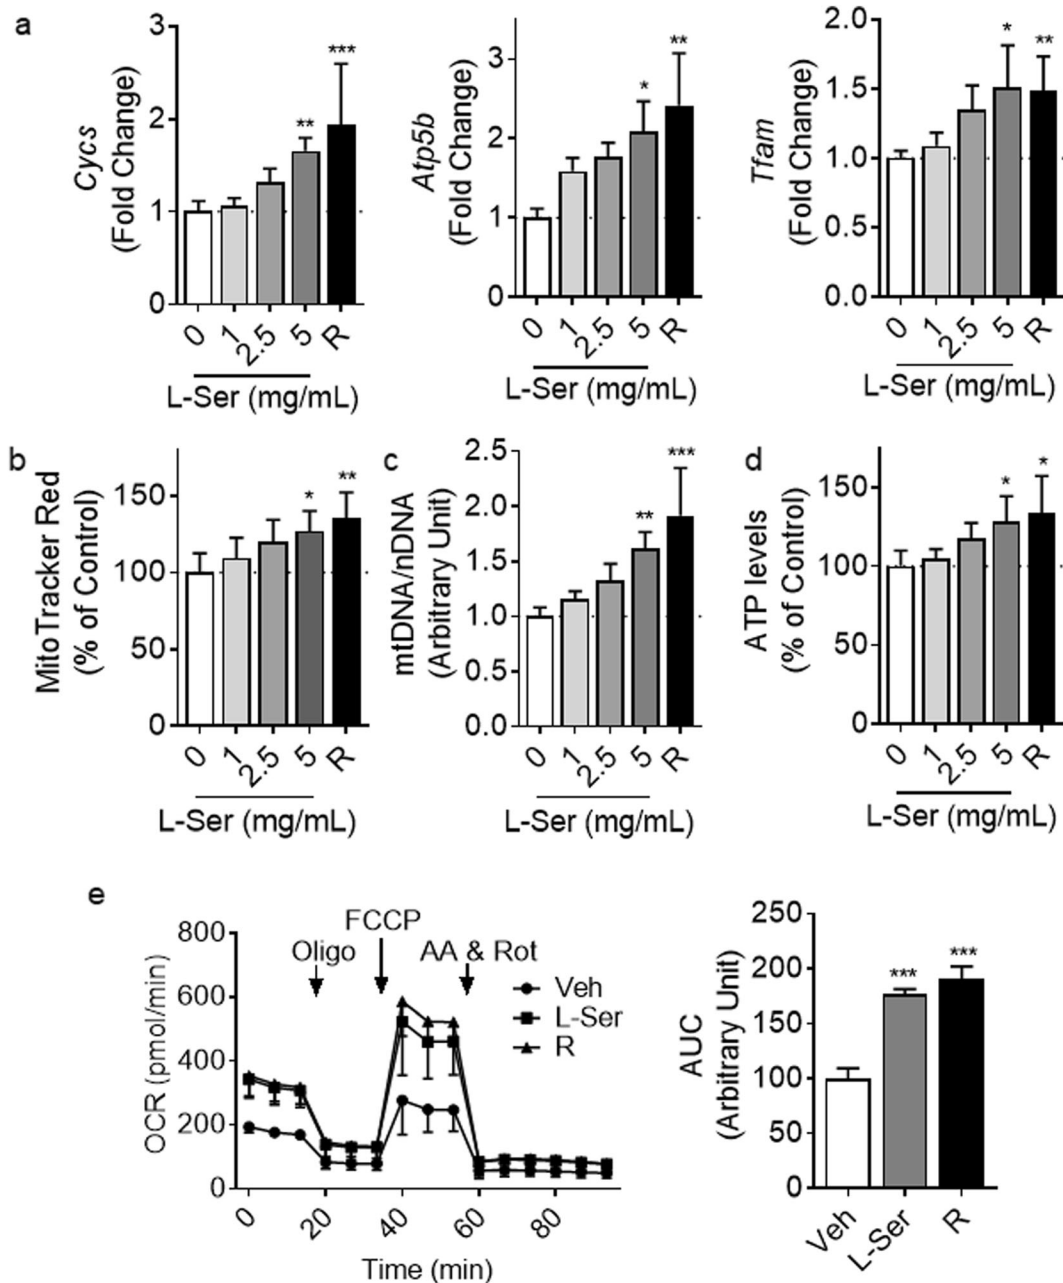 a
Cycs
(Fold Change)
3
2
1
0
** ***
0 1 2.5 5 R
L-Ser (mg/mL)
Atp5b
(Fold Change)
3
2
1
0
* **
0 1 2.5 5 R
L-Ser (mg/mL)
Tfam
(Fold Change)
2.0
1.5
1.0
0.5
0.0
* **
0 1 2.5 5 R
L-Ser (mg/mL)
b
MitoTracker Red
(% of Control)
150
100
50
0
* **
0 1 2.5 5 R
L-Ser (mg/mL)
c
mtDNA/nDNA
(Arbitrary Unit)
2.5
2.0
1.5
1.0
0.5
0.0
** ***
0 1 2.5 5 R
L-Ser (mg/mL)
d
ATP levels
(% of Control)
150
100
50
0
* *
0 1 2.5 5 R
L-Ser (mg/mL)
e
OCR (pmol/min)
800
600
400
200
0
Oligo
FCCP
AA & Rot
Veh
L-Ser
R
0 20 40 60 80
Time (min)
AUC
(Arbitrary Unit)
250
200
150
100
50
0
*** ***
Veh L-Ser R